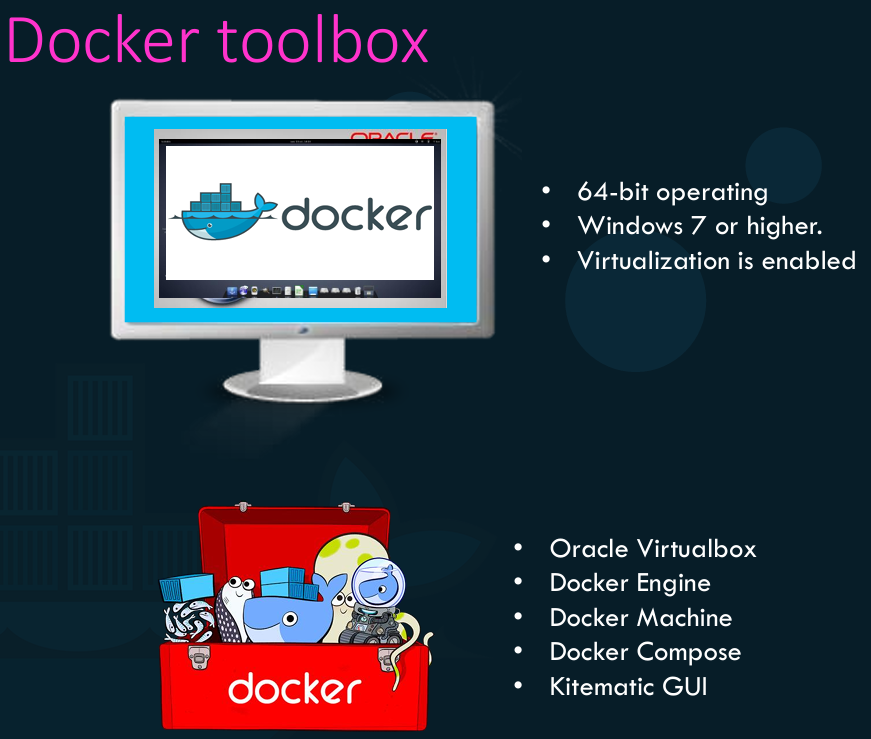 Docker toolbox
ORACLE
docker
• 64-bit operating
• Windows 7 or higher.
• Virtualization is enabled
docker
• Oracle Virtualbox
• Docker Engine
• Docker Machine
• Docker Compose
• Kitematic GUI